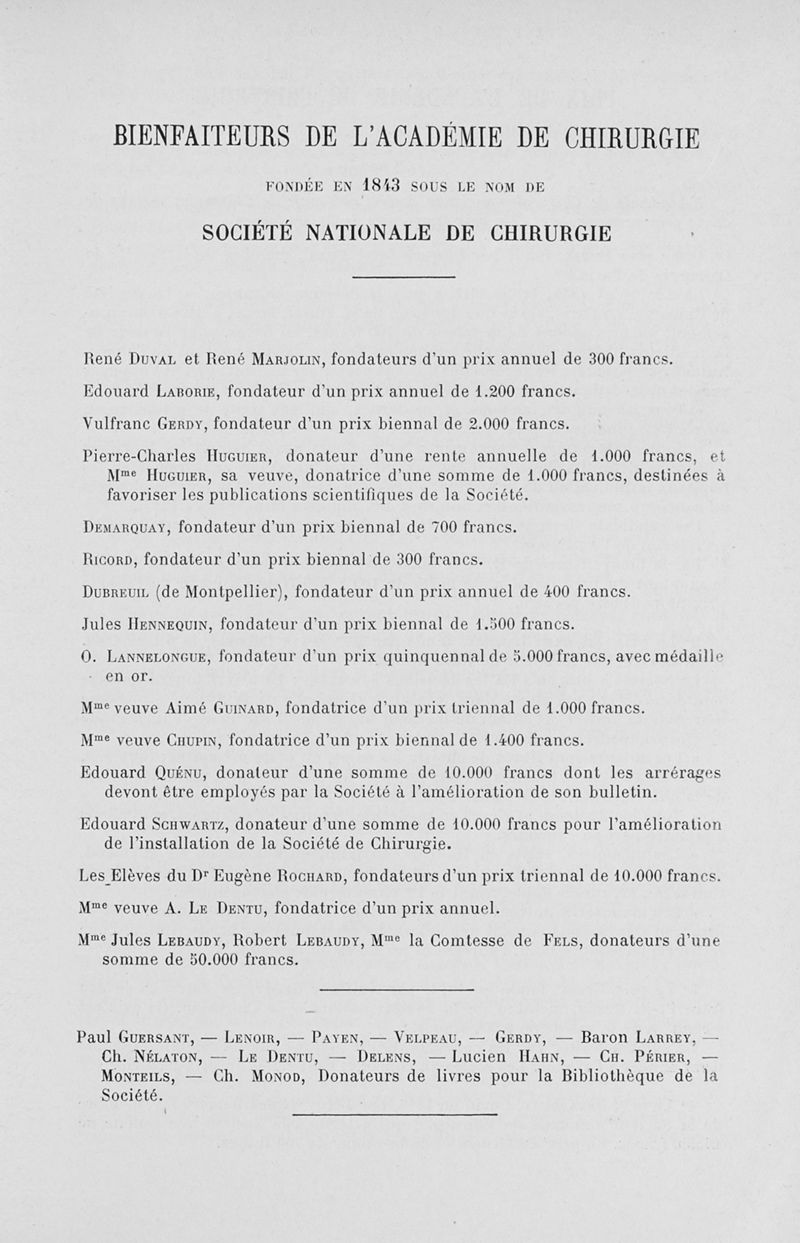 BIENFAITEURS DE L'ACADÉMIE DE CHIRURGIE
FONDÉE EN 1843 SOUS LE NOM DE
SOCIÉTÉ NATIONALE DE CHIRURGIE
René Duval et René Marjolin, fondateurs d'un prix annuel de 300 francs.
Edouard Laborie, fondateur d'un prix annuel de 1.200 francs.
Vulfranc Gerdy, fondateur d'un prix biennal de 2.000 francs.
Pierre-Charles Huguier, donateur d'une rente annuelle de 1.000 francs, et
Mme Huguier, sa veuve, donatrice d'une somme de 1.000 francs, destinées à
favoriser les publications scientifiques de la Société.
Demarquay, fondateur d'un prix biennal de 700 francs.
Ricord, fondateur d'un prix biennal de 300 francs.
Dubreuil (de Montpellier), fondateur d'un prix annuel de 400 francs.
Jules Hennequin, fondateur d'un prix biennal de 1.500 francs.
O. Lannelongue, fondateur d'un prix quinquennal de 5.000 francs, avec médaille
en or.
Mme veuve Aimé Guinard, fondatrice d'un prix triennal de 1.000 francs.
Mme veuve Chupin, fondatrice d'un prix biennal de 1.400 francs.
Edouard Quénu, donateur d'une somme de 10.000 francs dont les arrérages
devont être employés par la Société à l'amélioration de son bulletin.
Edouard Schwartz, donateur d'une somme de 10.000 francs pour l'amélioration
de l'installation de la Société de Chirurgie.
Les Elèves du Dr Eugène Rochard, fondateurs d'un prix triennal de 10.000 francs.
Mme veuve A. Le Dentu, fondatrice d'un prix annuel.
Mme Jules Lebaudy, Robert Lebaudy, Mme la Comtesse de Fels, donateurs d'une
somme de 50.000 francs.
Paul Guersant, — Lenoir, — Payen, — Velpeau, — Gerdy, — Baron Larrey, —
Ch. Nélaton, — Le Dentu, — Delens, — Lucien Hahn, — Ch. Périer, —
Monteils, — Ch. Monod, Donateurs de livres pour la Bibliothèque de la
Société.